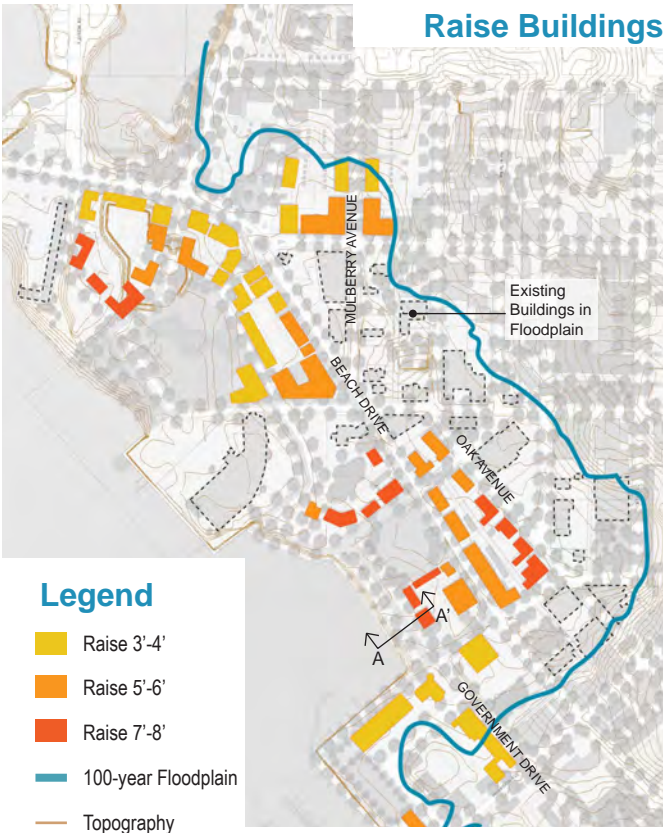 Raise Buildings
MULBERRY AVENUE
Existing
Buildings in
Floodplain
BEACH DRIVE
OAK AVENUE
A'
A
GOVERNMENT DRIVE
Legend
Raise 3'-4'
Raise 5'-6'
Raise 7'-8'
100-year Floodplain
Topography